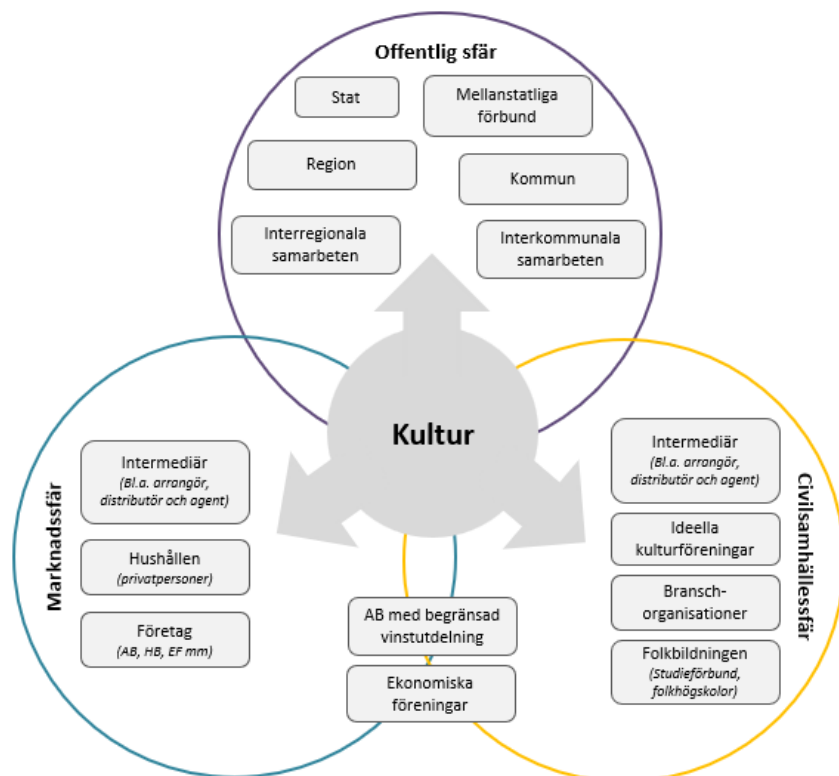 Offentlig sfär
Stat
Mellanstatliga
förbund
Region
Kommun
Interregionala
samarbeten
Interkommunala
samarbeten
Kultur
Marknadssfär
Intermediär
(Bl.a. arrangör,
distributör och agent)
Hushållen
(privatpersoner)
Företag
(AB, HB, EF mm)
AB med begränsad
vinstutdelning
Ekonomiska
föreningar
Civilsamhällessfär
Intermediär
(Bl.a. arrangör,
distributör och agent)
Ideella
kulturföreningar
Bransch-
organisationer
Folkbildningen
(Studieförbund,
folkhögskolor)